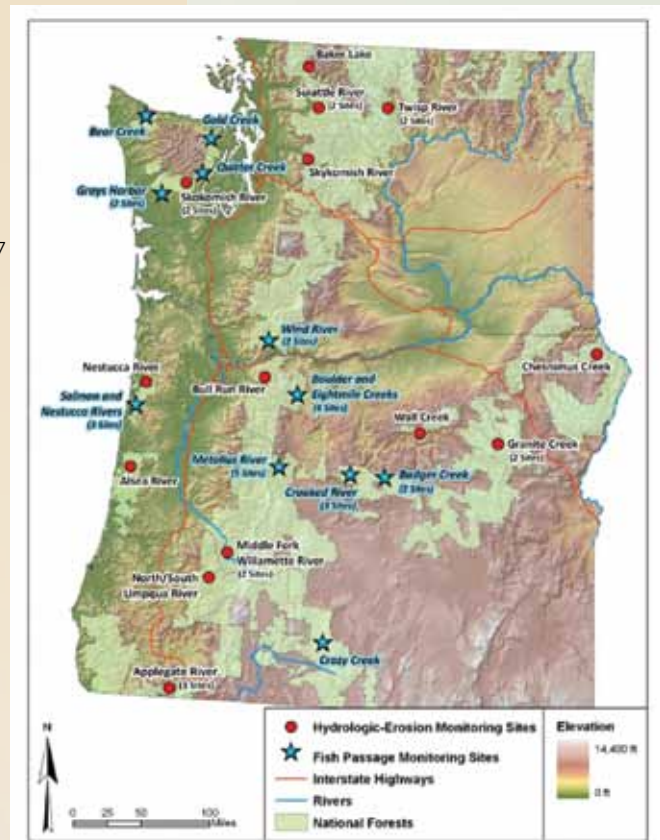 7
Baker Lake
Suiattle River
(2 Sites)
Twisp River
(2 Sites)
Bear Creek
Gold Creek
Skykomish River
Grays Harbor
(2 Sites)
Skokomish River
(2 Sites)
Wind River
(2 Sites)
Nestucca River
Bull Run River
Chesnimus Creek
Salmon and
Nestucca Rivers
(3 Sites)
Boulder and
Eightmile Creeks
(4 Sites)
Wall Creek
Granite Creek
(2 Sites)
Metolius River
(5 Sites)
Crooked River
(3 Sites)
Badger Creek
(2 Sites)
Alsea River
Middle Fork
Willamette River
(2 Sites)
North/South
Umpqua River
Crazy Creek
Applegate River
(3 Sites)
N
0 25 50 100
Miles
Hydrologic-Erosion Monitoring Sites
Fish Passage Monitoring Sites
Interstate Highways
Rivers
National Forests
Elevation
14,400 ft
0 ft